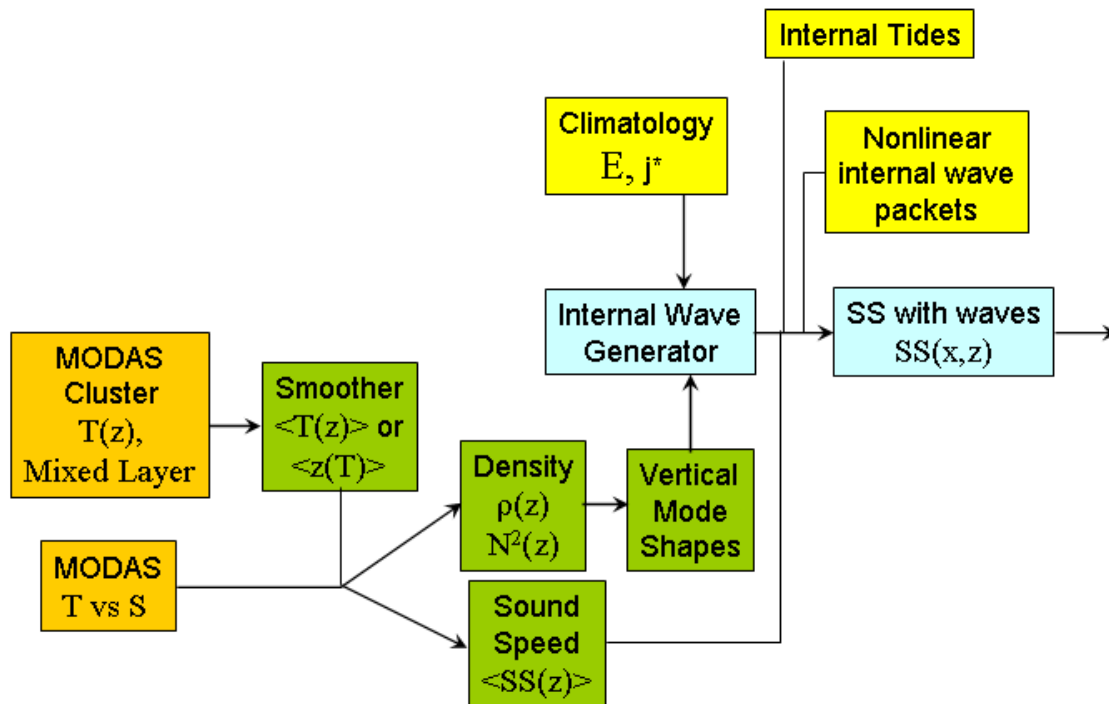 Internal Tides
Climatology
E, j*
Nonlinear
internal wave
packets
Internal Wave
Generator
SS with waves
SS(x,z)
MODAS
Cluster
T(z),
Mixed Layer
Smoother
<T(z)> or
<z(T)>
Density
ρ(z)
N²(z)
Vertical
Mode
Shapes
MODAS
T vs S
Sound
Speed
<SS(z)>